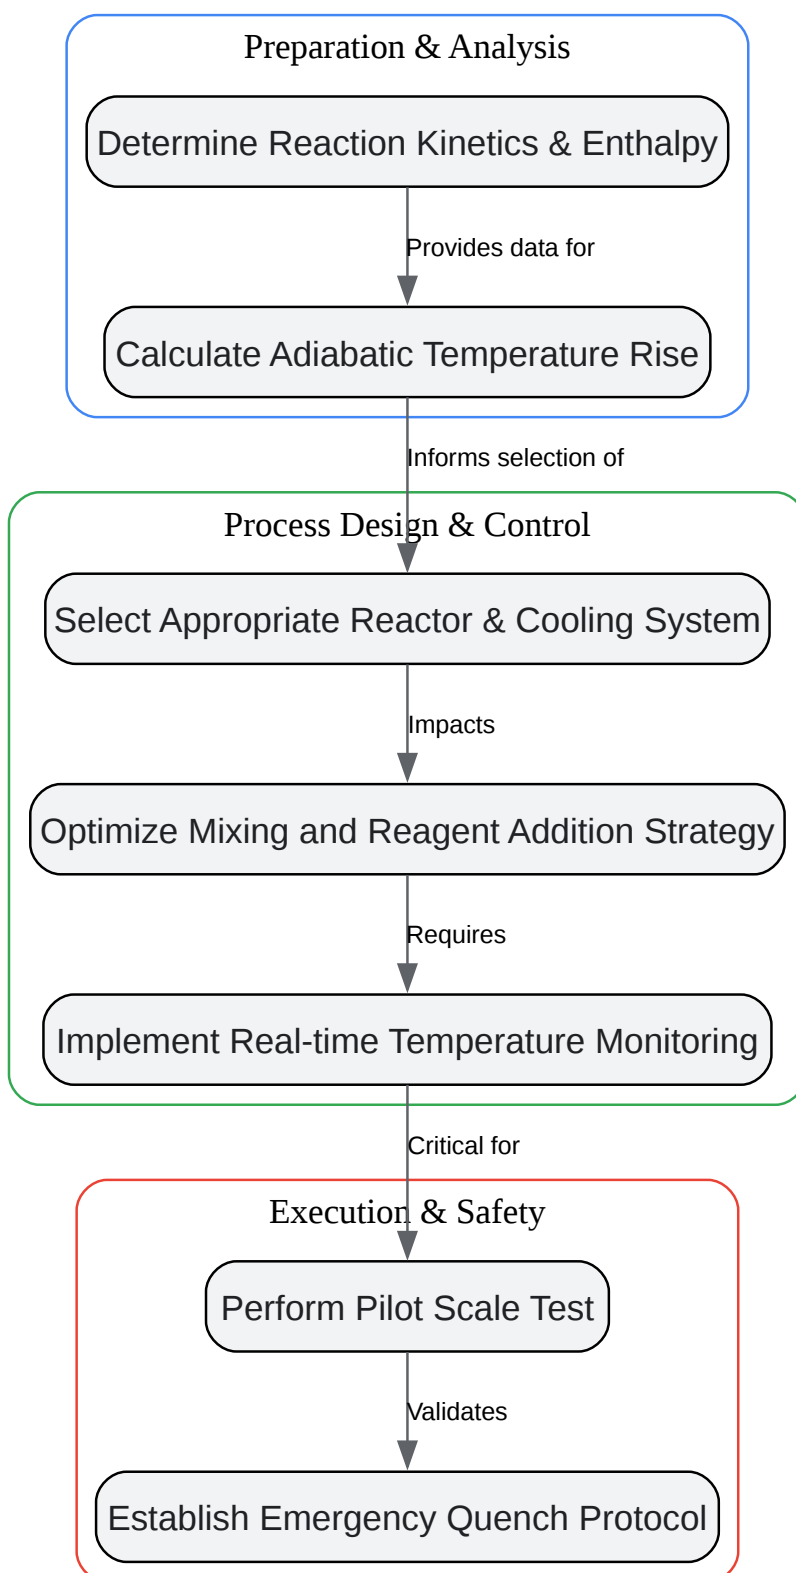 Preparation & Analysis
Determine Reaction Kinetics & Enthalpy
Provides data for
Calculate Adiabatic Temperature Rise
Informs selection of
Process Design & Control
Select Appropriate Reactor & Cooling System
Impacts
Optimize Mixing and Reagent Addition Strategy
Requires
Implement Real-time Temperature Monitoring
Critical for
Execution & Safety
Perform Pilot Scale Test
Validates
Establish Emergency Quench Protocol